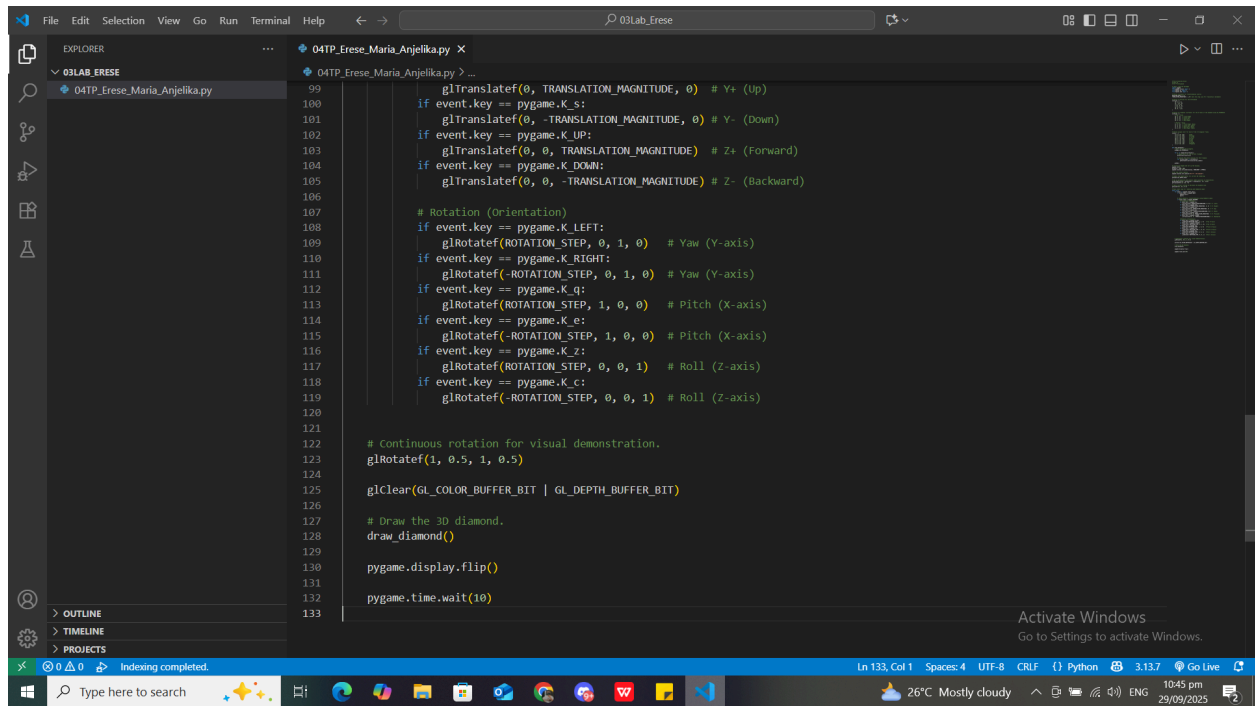 File Edit Selection View Go Run Terminal Help 03Lab_Erese
EXPLORER
03LAB_ERESE
04TP_Erese_Maria_Anjelika.py
OUTLINE
TIMELINE
PROJECTS
04TP_Erese_Maria_Anjelika.py
04TP_Erese_Maria_Anjelika.py > ...
99 glTranslatef(0, TRANSLATION_MAGNITUDE, 0) # Y+ (Up)
100 if event.key == pygame.K_s:
101 glTranslatef(0, -TRANSLATION_MAGNITUDE, 0) # Y- (Down)
102 if event.key == pygame.K_UP:
103 glTranslatef(0, 0, TRANSLATION_MAGNITUDE) # Z+ (Forward)
104 if event.key == pygame.K_DOWN:
105 glTranslatef(0, 0, -TRANSLATION_MAGNITUDE) # Z- (Backward)
106
107 # Rotation (Orientation)
108 if event.key == pygame.K_LEFT:
109 glRotatef(ROTATION_STEP, 0, 1, 0) # Yaw (Y-axis)
110 if event.key == pygame.K_RIGHT:
111 glRotatef(-ROTATION_STEP, 0, 1, 0) # Yaw (Y-axis)
112 if event.key == pygame.K_q:
113 glRotatef(ROTATION_STEP, 1, 0, 0) # Pitch (X-axis)
114 if event.key == pygame.K_e:
115 glRotatef(-ROTATION_STEP, 1, 0, 0) # Pitch (X-axis)
116 if event.key == pygame.K_z:
117 glRotatef(ROTATION_STEP, 0, 0, 1) # Roll (Z-axis)
118 if event.key == pygame.K_c:
119 glRotatef(-ROTATION_STEP, 0, 0, 1) # Roll (Z-axis)
120
121
122 # Continuous rotation for visual demonstration.
123 glRotatef(1, 0.5, 1, 0.5)
124
125 glClear(GL_COLOR_BUFFER_BIT | GL_DEPTH_BUFFER_BIT)
126
127 # Draw the 3D diamond.
128 draw_diamond()
129
130 pygame.display.flip()
131
132 pygame.time.wait(10)
133
Activate Windows
Go to Settings to activate Windows.
0 0 Indexing completed. Ln 133, Col 1 Spaces: 4 UTF-8 CRLF {} Python 3.13.7 Go Live
Type here to search 26°C Mostly cloudy ENG 10:45 pm
29/09/2025 2